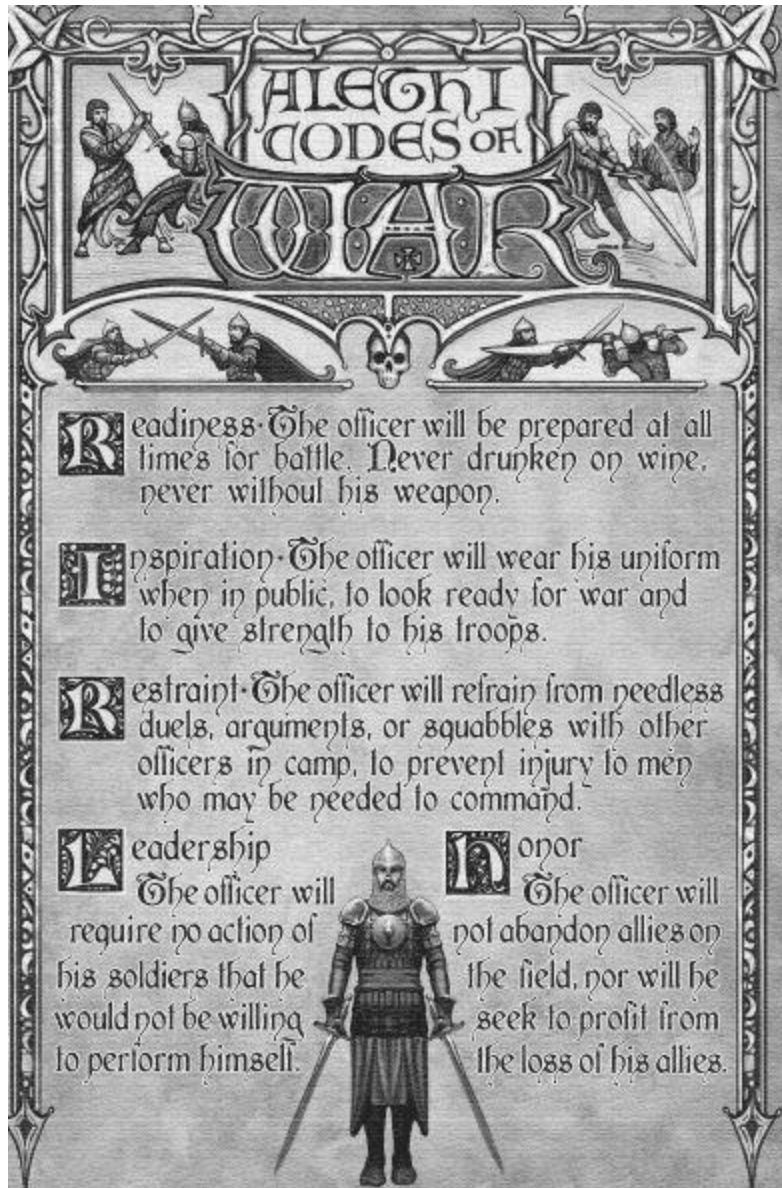 ALEThI
CODES OF
WAR
Readiness·The officer will be prepared at all
times for battle. Never drunken on wine,
never without his weapon.
Inspiration·The officer will wear his uniform
when in public, to look ready for war and
to give strength to his troops.
Restraint·The officer will refrain from needless
duels, arguments, or squabbles with other
officers in camp, to prevent injury to men
who may be needed to command.
Leadership
The officer will
require no action of
his soldiers that he
would not be willing
to perform himself.
Honor
The officer will
not abandon allies on
the field, nor will he
seek to profit from
the loss of his allies.